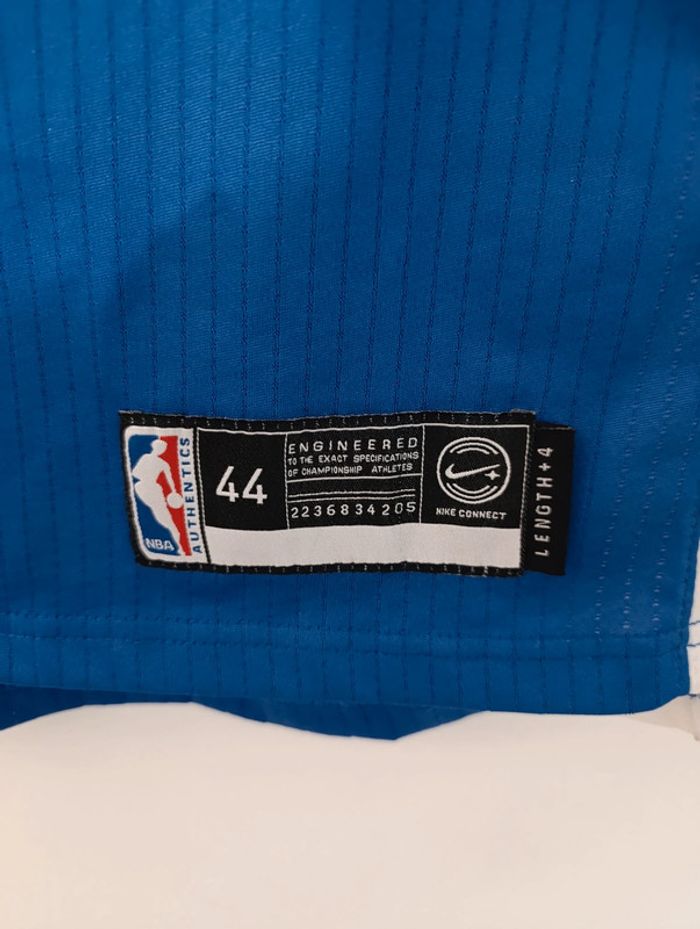 NBA
AUTHENTICS
44
ENGINEERED
TO THE EXACT SPECIFICATIONS
OF CHAMPIONSHIP ATHLETES
2236834205
NIKE CONNECT
LENGTH+4